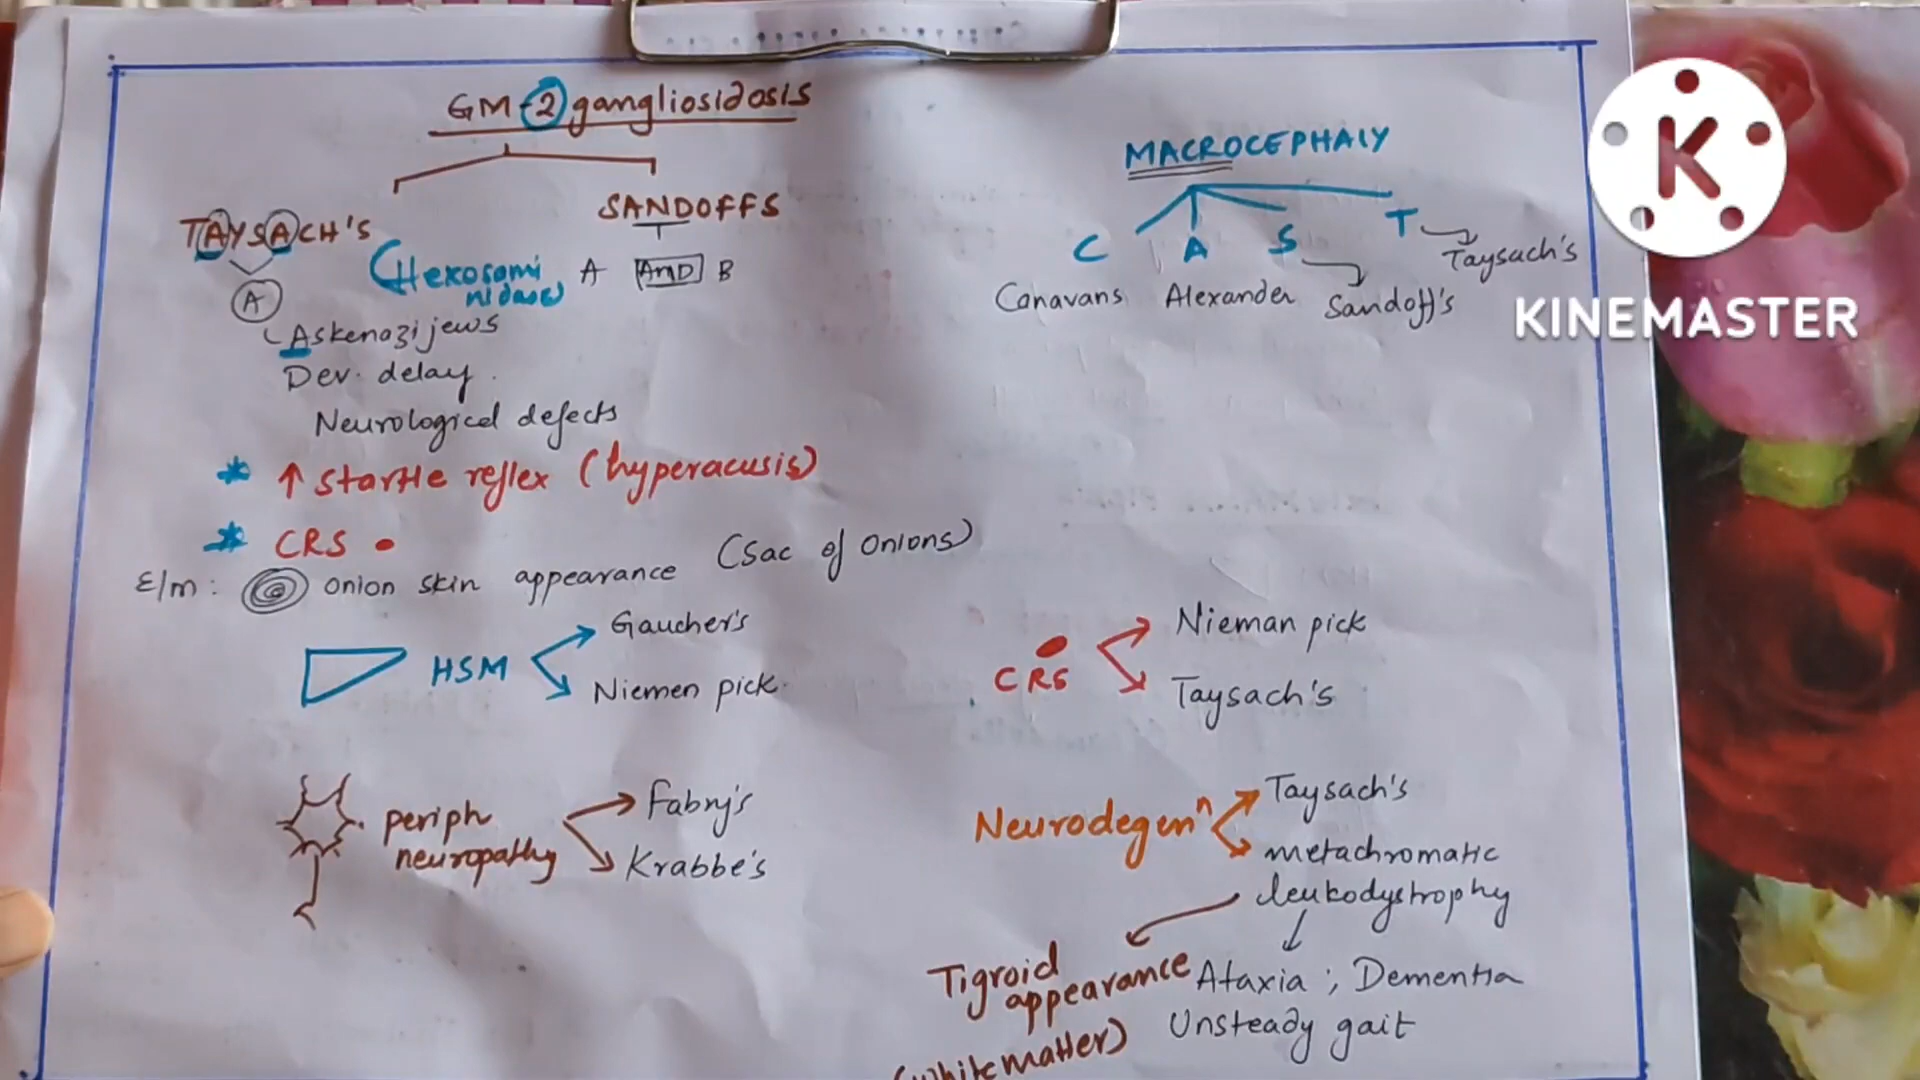 GM-2 gangliosidosis
TAYSACH'S
SANDOFFS
(Hexosami
nidase)
A AND B
A
Askenazi jews
Dev. delay.
Neurological defects
* ↑ startle reflex (hyperacusis)
* CRS
E/m: onion skin appearance (Sac of onions)
MACROCEPHALY
C A S T
Canavans Alexander Sandoff's Taysach's
HSM
Gaucher's
Niemen pick
CRS
Nieman pick
Taysach's
periph
neuropathy
Fabry's
Krabbe's
Neurodegenⁿ
Taysach's
metachromatic
leukodystrophy
Tigroid
appearance
(white matter)
Ataxia ; Dementia
Unsteady gait
K
KINEMASTER